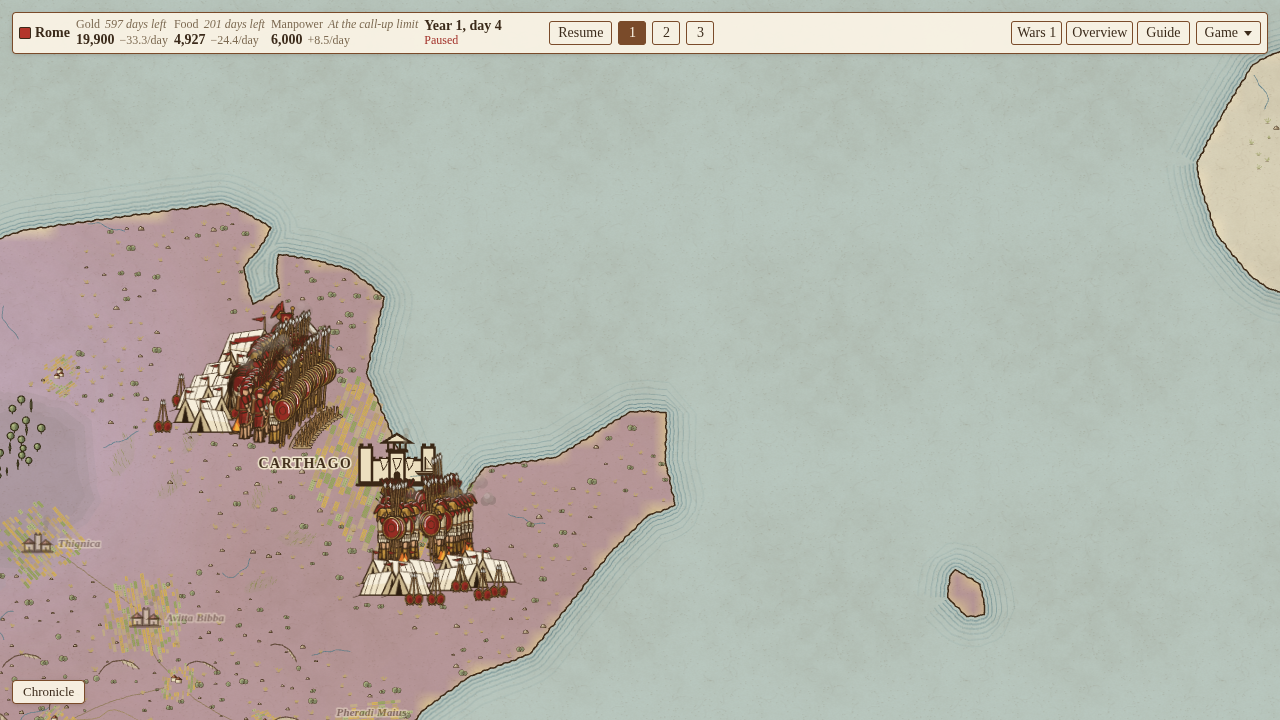 Rome
Gold 597 days left
19,900 −33.3/day
Food 201 days left
4,927 −24.4/day
Manpower At the call-up limit
6,000 +8.5/day
Year 1, day 4
Paused
Resume
1
2
3
Wars 1
Overview
Guide
Game
CARTHAGO
Thignica
Avitta Bibba
Pheradi Maius
Chronicle